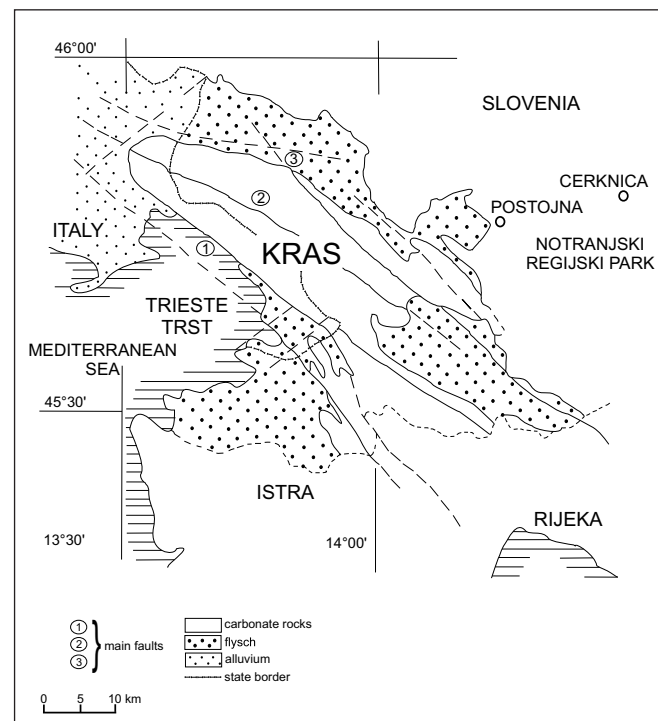 46°00'
SLOVENIA
3
CERKNICA
2
POSTOJNA
ITALY
1
KRAS
NOTRANJSKI
REGIJSKI PARK
TRIESTE
TRST
MEDITERRANEAN
SEA
45°30'
ISTRA
13°30'
14°00'
RIJEKA
1
2
3
main faults
carbonate rocks
flysch
alluvium
state border
0 5 10 km